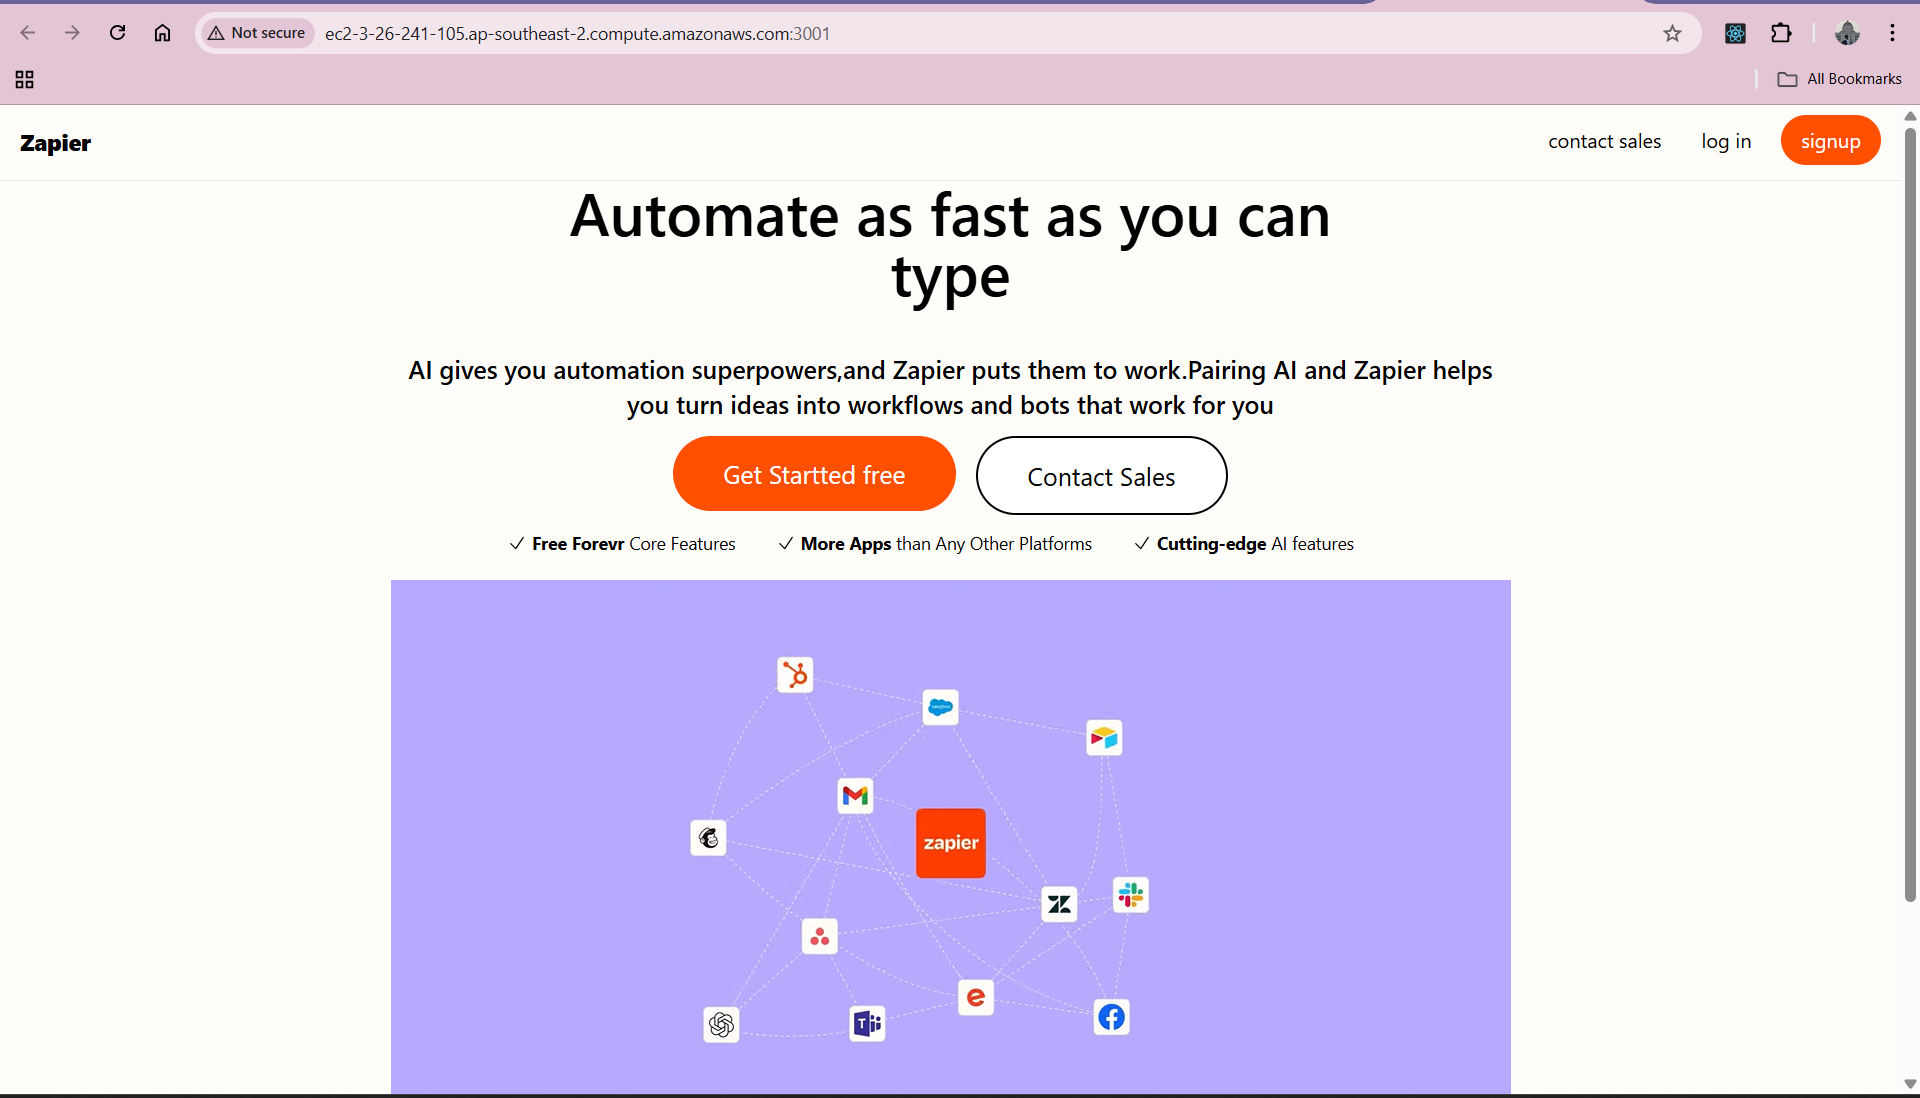 Not secure
ec2-3-26-241-105.ap-southeast-2.compute.amazonaws.com:3001
All Bookmarks
Zapier
contact sales
log in
signup
Automate as fast as you can
type
AI gives you automation superpowers,and Zapier puts them to work.Pairing AI and Zapier helps
you turn ideas into workflows and bots that work for you
Get Startted free
Contact Sales
Free Forevr Core Features
More Apps than Any Other Platforms
Cutting-edge AI features
zapier